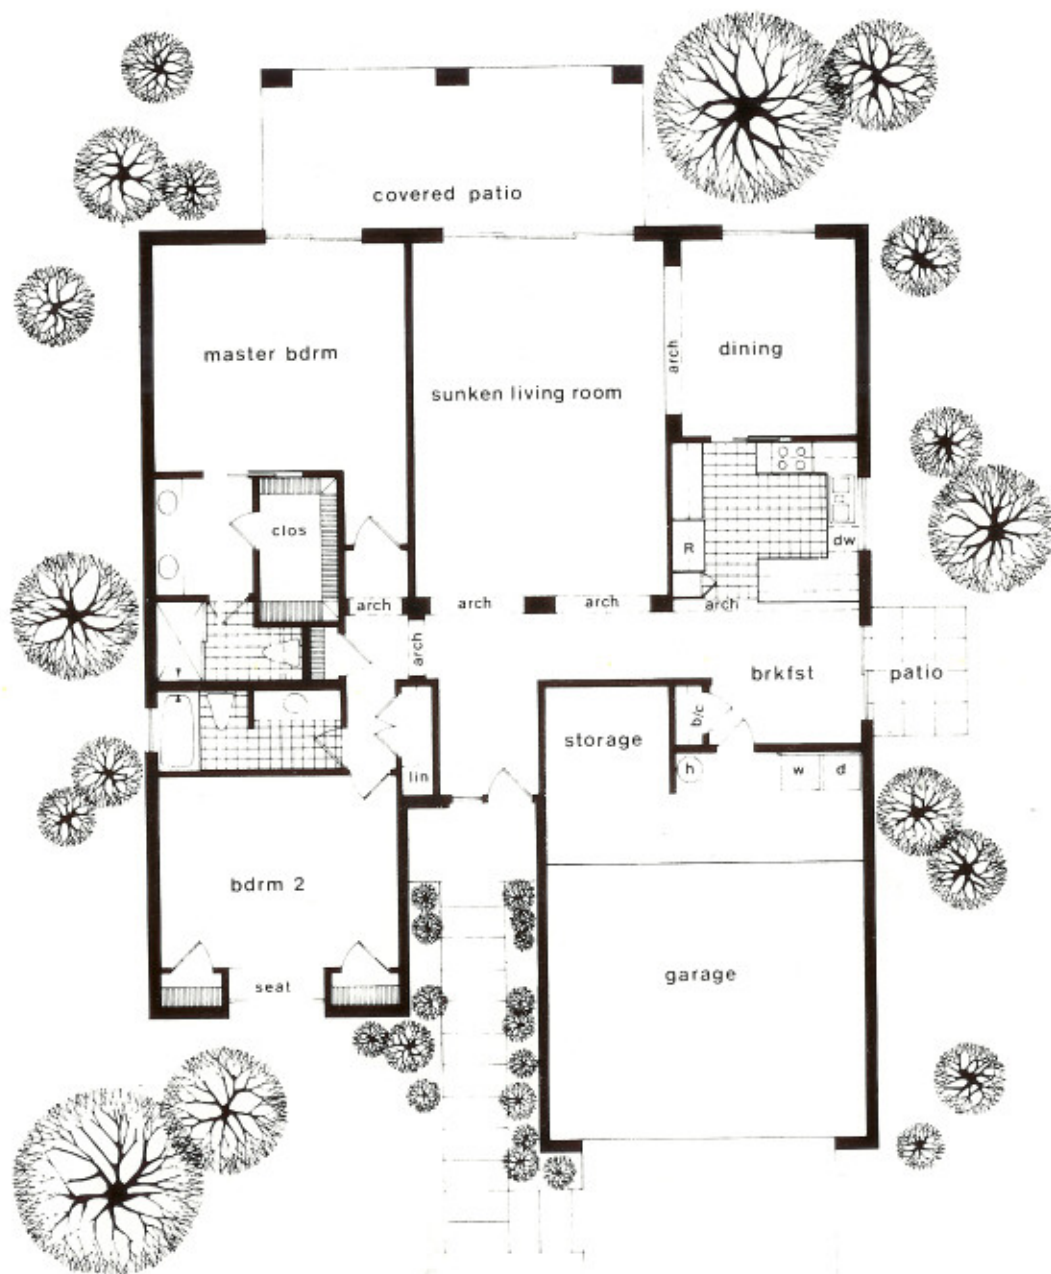 covered patio
master bdrm
sunken living room
arch
dining
clos
R
dw
arch
arch
arch
arch
arch
brkfst
patio
storage
b/c
lin
h
w
d
bdrm 2
seat
garage